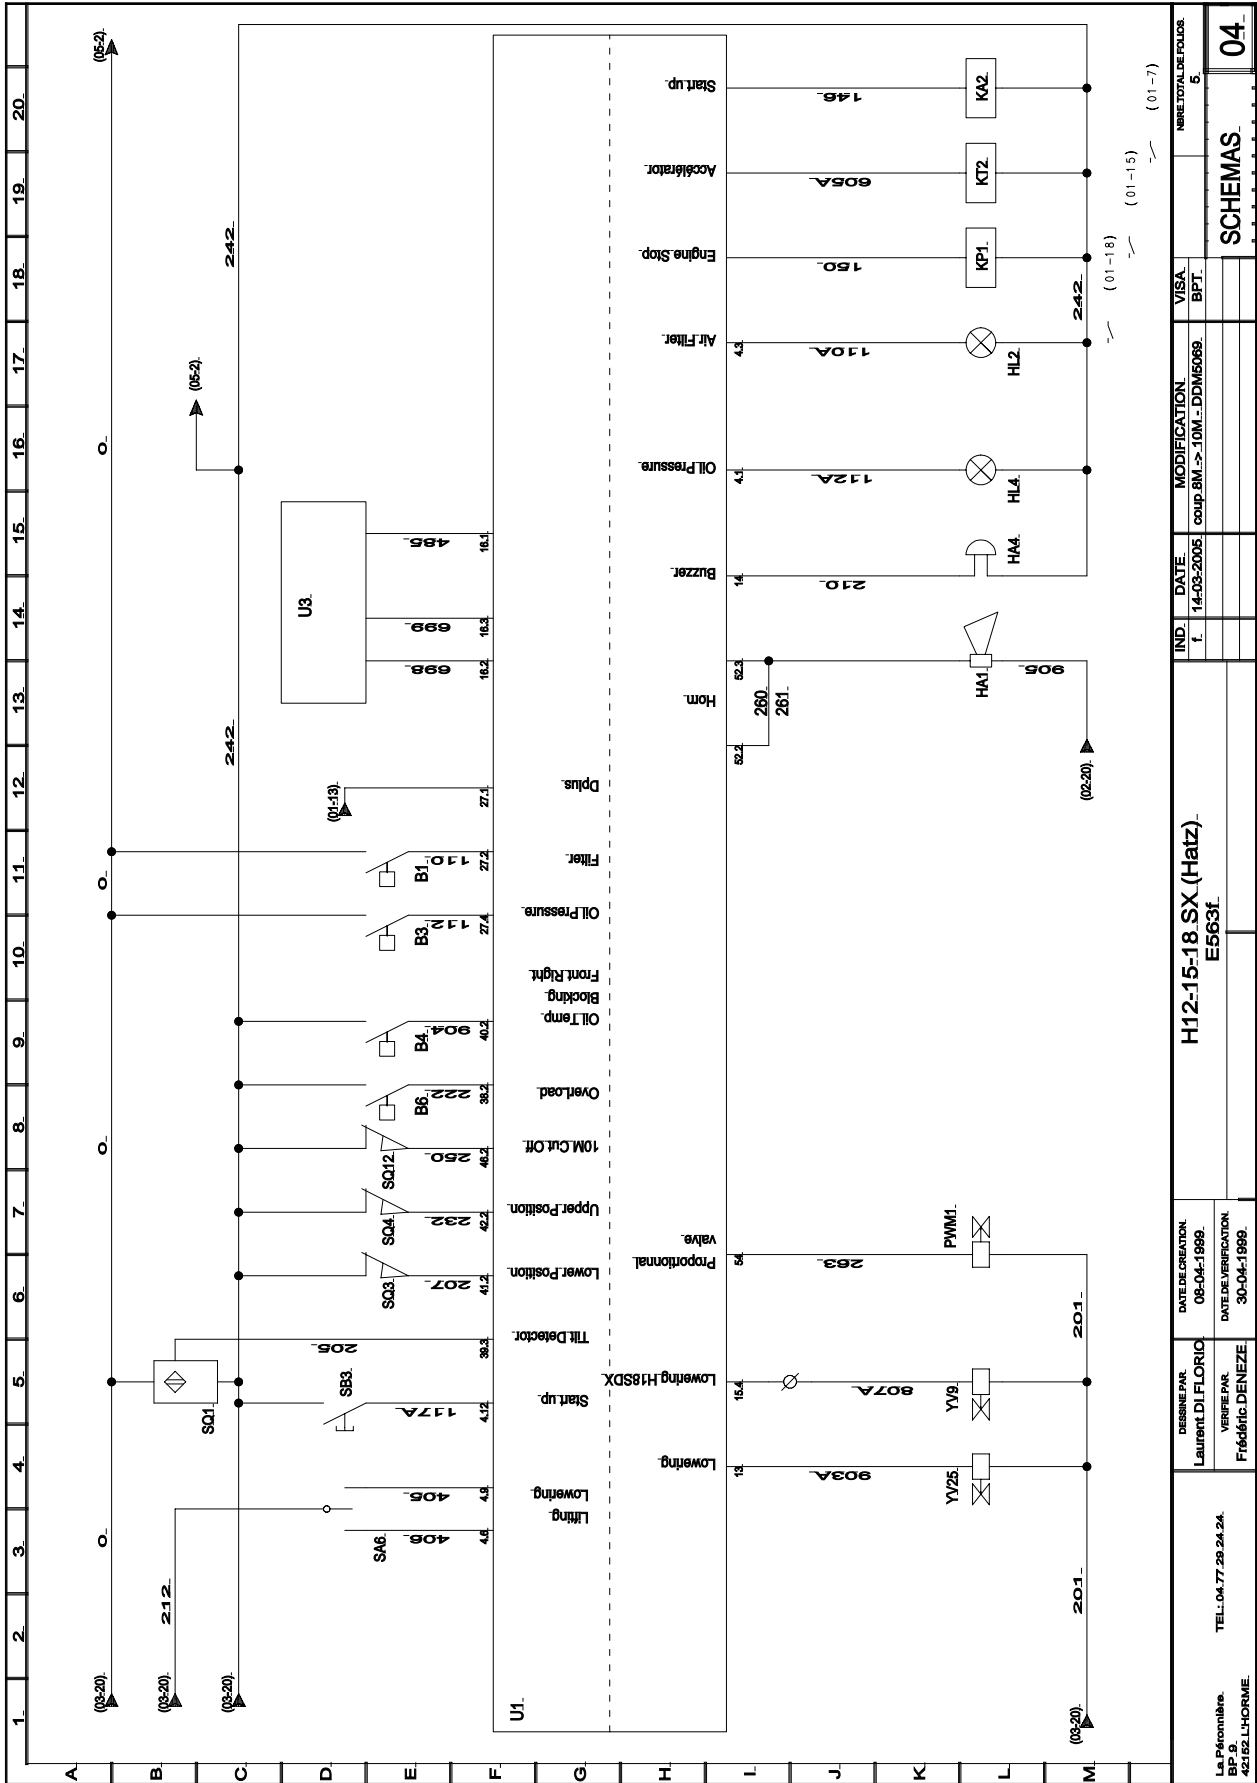 1 2 3 4 5 6 7 8 9 10 11 12 13 14 15 16 17 18 19 20
A
B
C
D
E
F
G
H
I
J
K
L
M
(03-20) 0 0 0 0 (05-2)
(03-20) 212
(03-20) 242 242
(05-2)
SQ1
SB3
SA6
SQ3
SQ4
SQ12
B6
B4
B3
B1
(01-13)
U3
406
405
117A
205
207
232
250
222
904
112
110
698
699
485
4.6
4.9
4.12
39.3
41.2
42.2
46.2
38.2
40.2
27.4
27.2
27.1
16.2
16.3
16.1
U1
Lifting
Lowering
Start up
Tilt Detector
Lower Position
Upper Position
10M Cut Off
OverLoad
Oil Temp
Blocking
Front Right
Oil Pressure
Filter
Dplus
Lowering
Lowering H18SDX
Proportionnal
valve
Horn
Buzzer
Oil Pressure
Air Filter
Engine Stop
Accélérator
Start up
13
15.4
54
52.2
52.3
14
4.1
4.3
903A
807A
263
260
261
210
112A
110A
150
605A
146
YV25
YV9
PWM1
HA1
HA4
HL4
HL2
KP1
KT2
KA2
905
(03-20) 201 201
(02-20)
242
(01-18)
(01-15)
(01-7)
La Péronnière
BP 9
42152 L'HORME
TEL: 04.77.29.24.24
DESSINE PAR
Laurent DI FLORIO
VERIFIE PAR
Frédéric DENEZE
DATE DE CREATION
08-04-1999
DATE DE VERIFICATION
30-04-1999
H12-15-18 SX (Hatz)
E563f
IND DATE MODIFICATION VISA
f 14-03-2005 coup 8M -> 10M - DDM5069 BPT
NBRE TOTAL DE FOLIOS
5
SCHEMAS
04